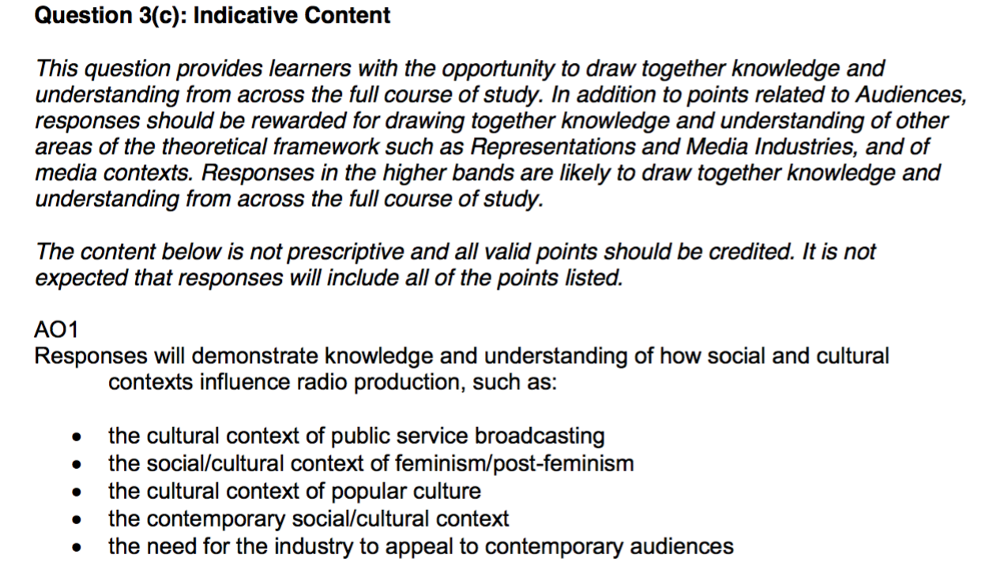 Question 3(c): Indicative Content
This question provides learners with the opportunity to draw together knowledge and
understanding from across the full course of study. In addition to points related to Audiences,
responses should be rewarded for drawing together knowledge and understanding of other
areas of the theoretical framework such as Representations and Media Industries, and of
media contexts. Responses in the higher bands are likely to draw together knowledge and
understanding from across the full course of study.
The content below is not prescriptive and all valid points should be credited. It is not
expected that responses will include all of the points listed.
AO1
Responses will demonstrate knowledge and understanding of how social and cultural
contexts influence radio production, such as:
• the cultural context of public service broadcasting
• the social/cultural context of feminism/post-feminism
• the cultural context of popular culture
• the contemporary social/cultural context
• the need for the industry to appeal to contemporary audiences